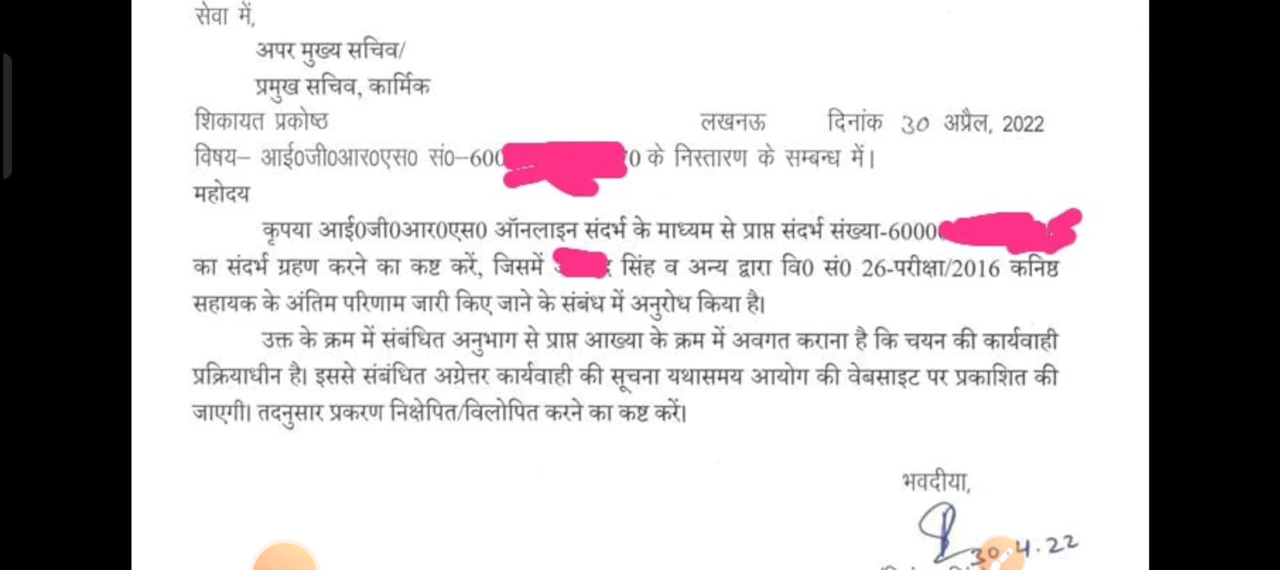 सेवा में,
अपर मुख्य सचिव/
प्रमुख सचिव, कार्मिक
शिकायत प्रकोष्ठ लखनऊ दिनांक 30 अप्रैल, 2022
विषय– आई0जी0आर0एस0 सं0–600 0 के निस्तारण के सम्बन्ध में।
महोदय
कृपया आई0जी0आर0एस0 ऑनलाइन संदर्भ के माध्यम से प्राप्त संदर्भ संख्या-6000
का संदर्भ ग्रहण करने का कष्ट करें, जिसमें सिंह व अन्य द्वारा वि0 सं0 26-परीक्षा/2016 कनिष्ठ
सहायक के अंतिम परिणाम जारी किए जाने के संबंध में अनुरोध किया है।
उक्त के क्रम में संबंधित अनुभाग से प्राप्त आख्या के क्रम में अवगत कराना है कि चयन की कार्यवाही
प्रक्रियाधीन है। इससे संबंधित अग्रेत्तर कार्यवाही की सूचना यथासमय आयोग की वेबसाइट पर प्रकाशित की
जाएगी। तदनुसार प्रकरण निक्षेपित/विलोपित करने का कष्ट करें।
भवदीया,
30.4.22